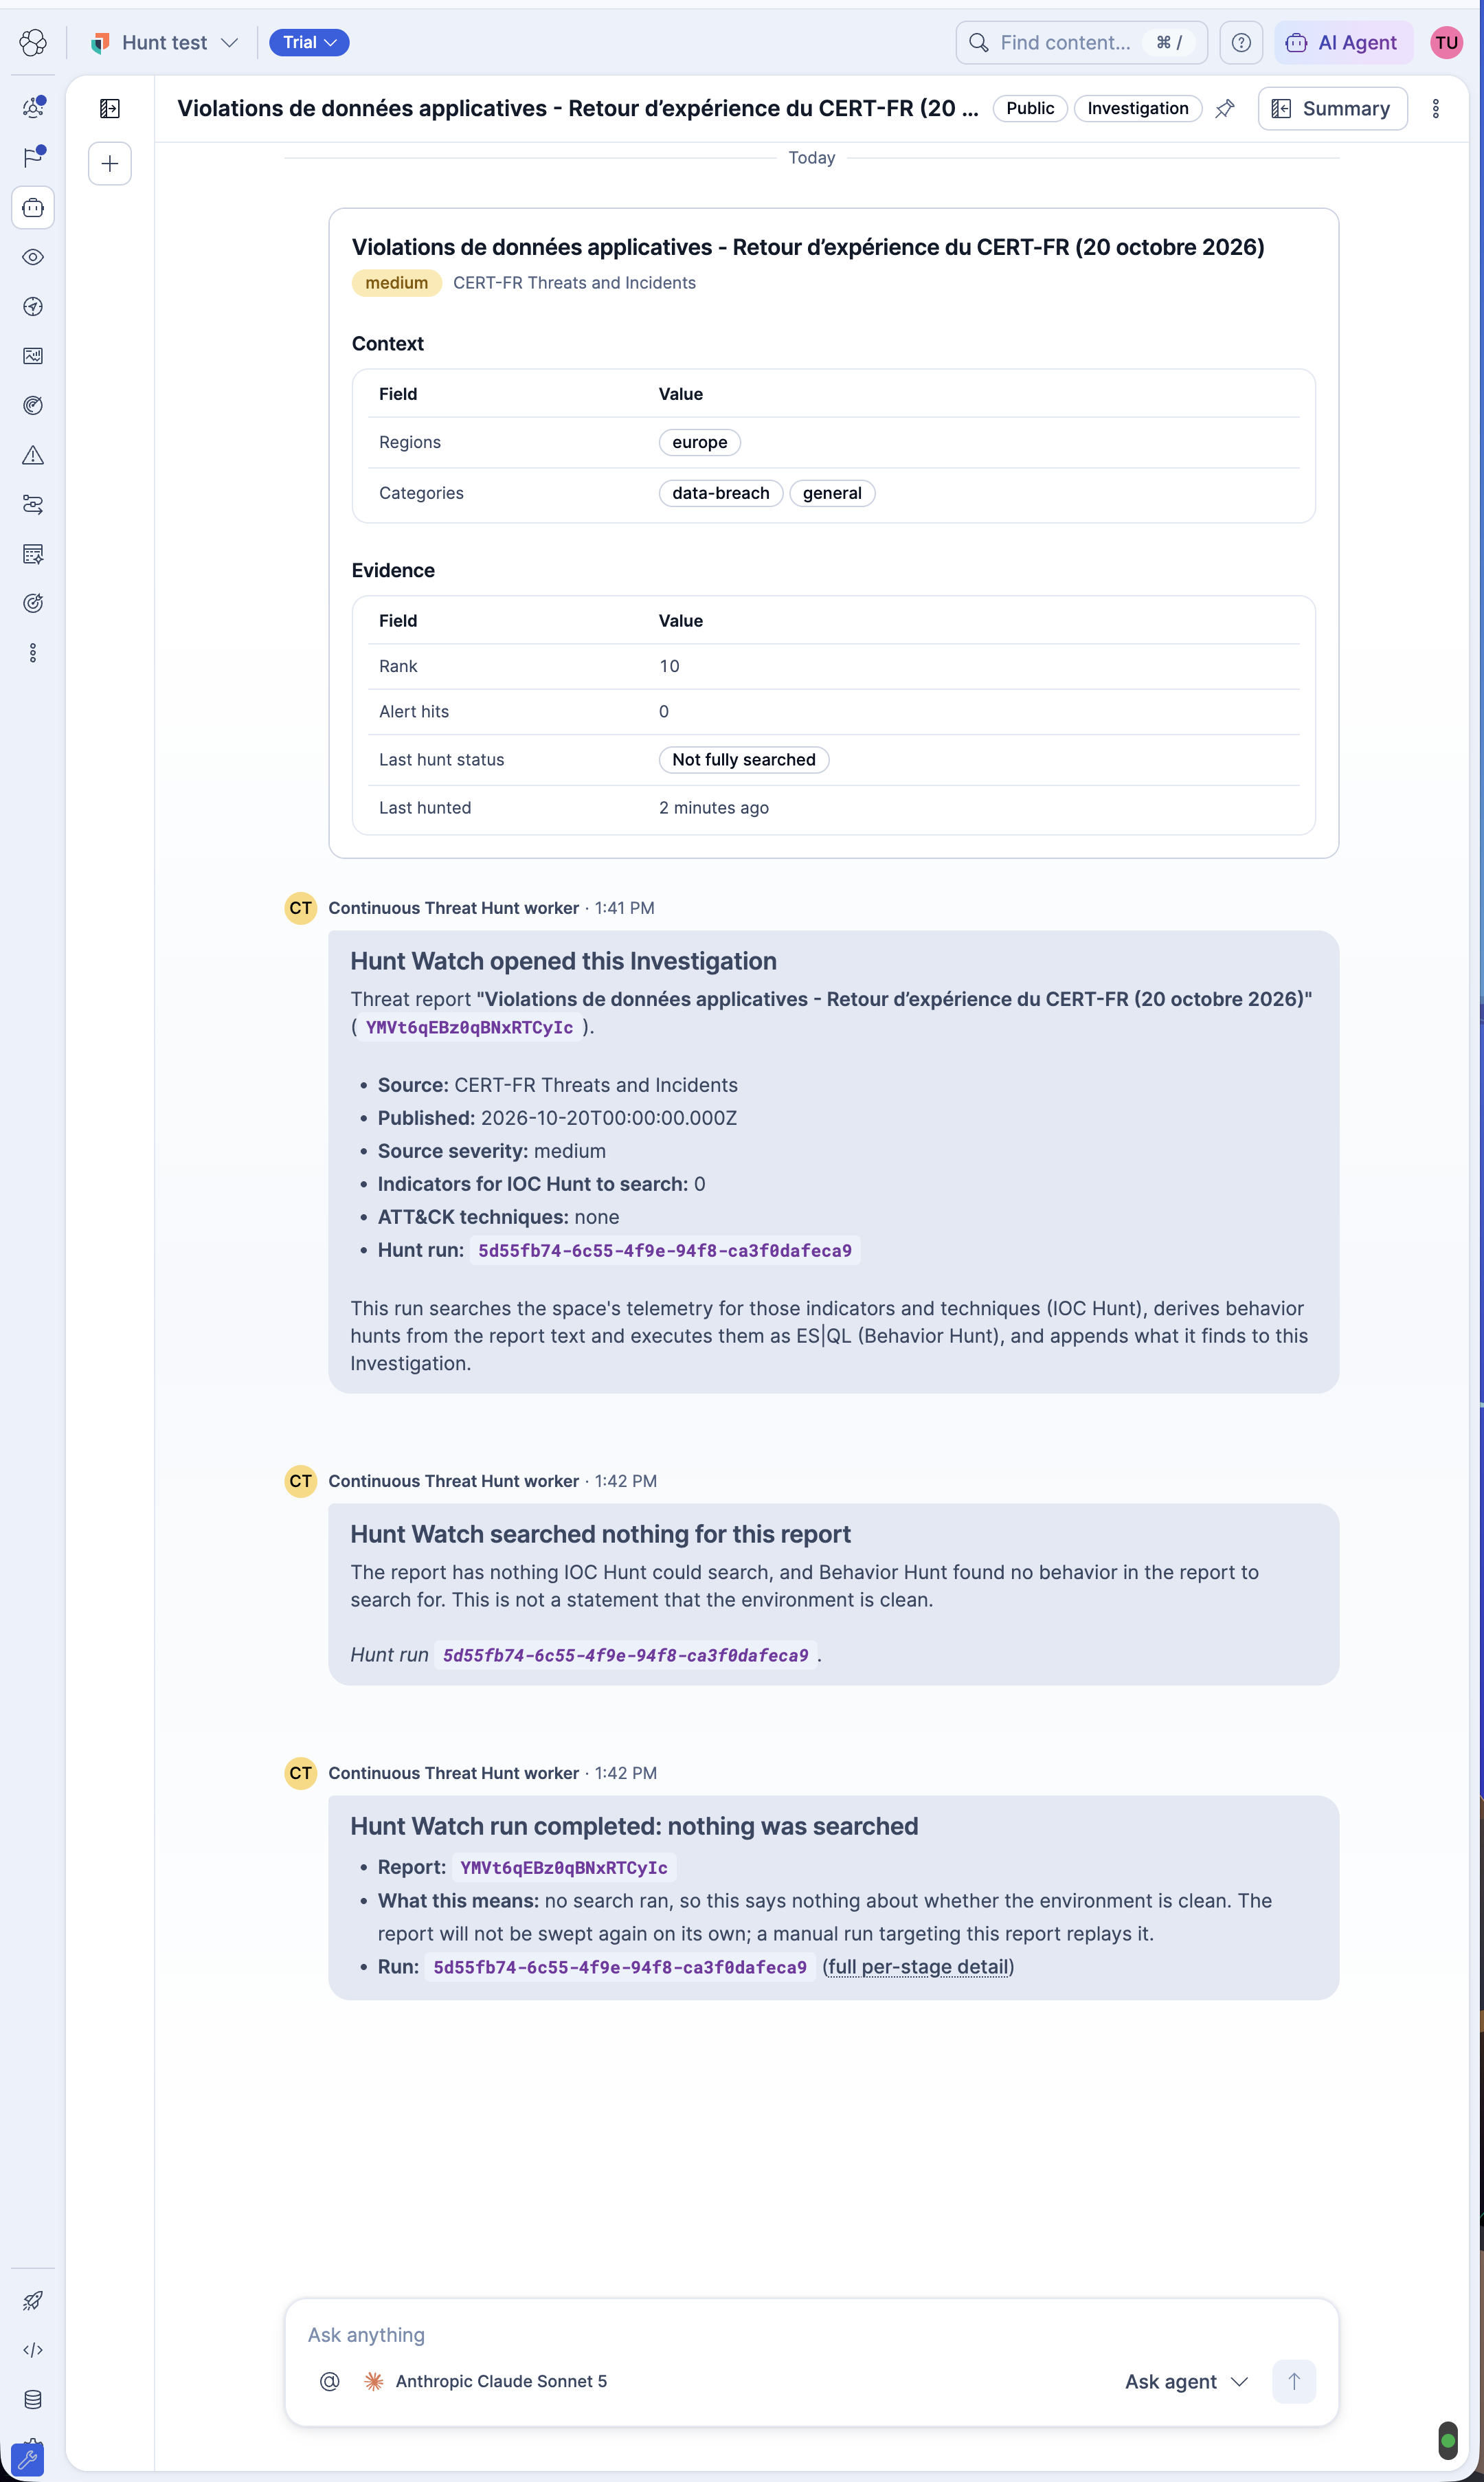 Hunt test
Trial
Find content... ⌘ /
AI Agent
TU
Violations de données applicatives - Retour d’expérience du CERT-FR (20 ...
Public
Investigation
Summary
Today
Violations de données applicatives - Retour d’expérience du CERT-FR (20 octobre 2026)
medium CERT-FR Threats and Incidents
Context
Field Value
Regions europe
Categories data-breach general
Evidence
Field Value
Rank 10
Alert hits 0
Last hunt status Not fully searched
Last hunted 2 minutes ago
CT Continuous Threat Hunt worker · 1:41 PM
Hunt Watch opened this Investigation
Threat report "Violations de données applicatives - Retour d’expérience du CERT-FR (20 octobre 2026)"
( YMVt6qEBz0qBNxRTCyIc ).
• Source: CERT-FR Threats and Incidents
• Published: 2026-10-20T00:00:00.000Z
• Source severity: medium
• Indicators for IOC Hunt to search: 0
• ATT&CK techniques: none
• Hunt run: 5d55fb74-6c55-4f9e-94f8-ca3f0dafeca9
This run searches the space's telemetry for those indicators and techniques (IOC Hunt), derives behavior
hunts from the report text and executes them as ES|QL (Behavior Hunt), and appends what it finds to this
Investigation.
CT Continuous Threat Hunt worker · 1:42 PM
Hunt Watch searched nothing for this report
The report has nothing IOC Hunt could search, and Behavior Hunt found no behavior in the report to
search for. This is not a statement that the environment is clean.
Hunt run 5d55fb74-6c55-4f9e-94f8-ca3f0dafeca9 .
CT Continuous Threat Hunt worker · 1:42 PM
Hunt Watch run completed: nothing was searched
• Report: YMVt6qEBz0qBNxRTCyIc
• What this means: no search ran, so this says nothing about whether the environment is clean. The
report will not be swept again on its own; a manual run targeting this report replays it.
• Run: 5d55fb74-6c55-4f9e-94f8-ca3f0dafeca9 (full per-stage detail)
Ask anything
@ Anthropic Claude Sonnet 5
Ask agent